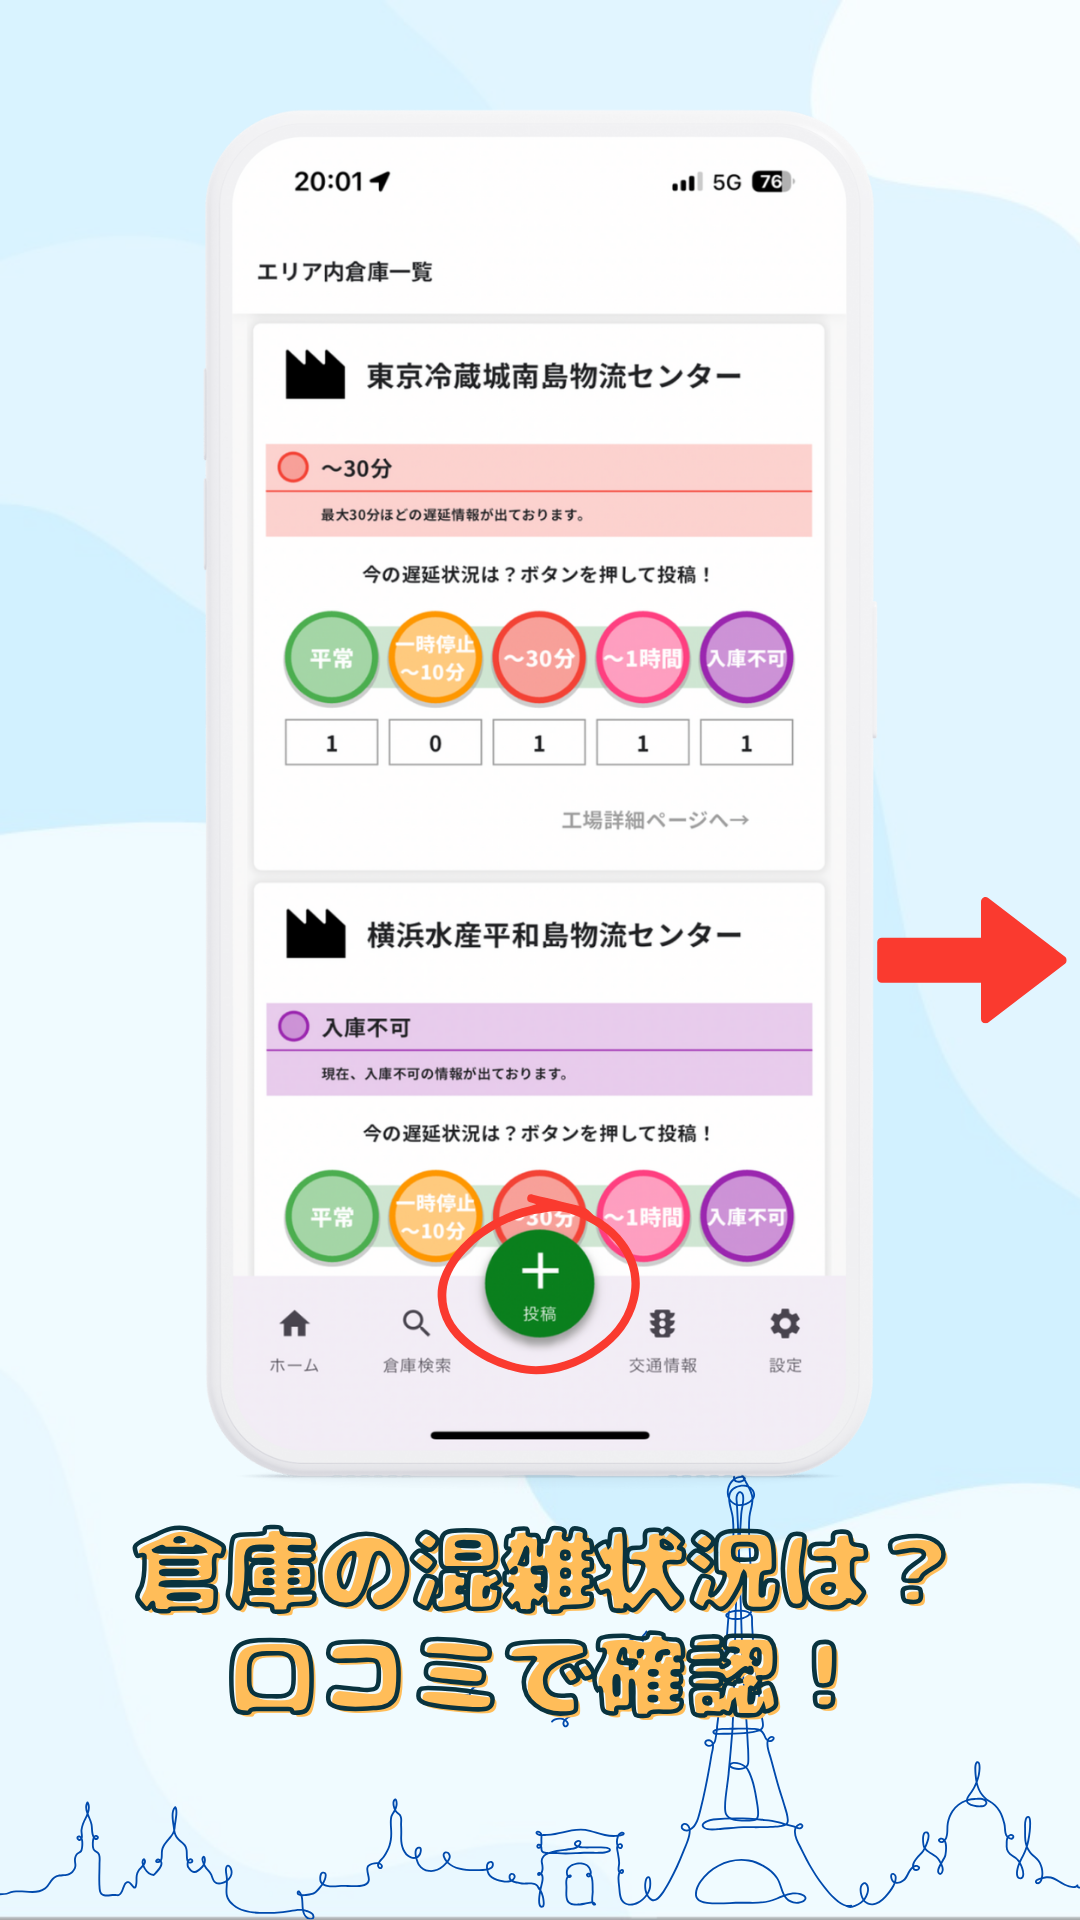 20:01 5G 76
エリア内倉庫一覧
東京冷蔵城南島物流センター
～30分
最大30分ほどの遅延情報が出ております。
今の遅延状況は？ボタンを押して投稿！
平常 一時停止～10分 ～30分 ～1時間 入庫不可
1 0 1 1 1
工場詳細ページへ→
横浜水産平和島物流センター
入庫不可
現在、入庫不可の情報が出ております。
今の遅延状況は？ボタンを押して投稿！
平常 一時停止～10分 ～30分 ～1時間 入庫不可
ホーム 倉庫検索 投稿 交通情報 設定
倉庫の混雑状況は？
口コミで確認！